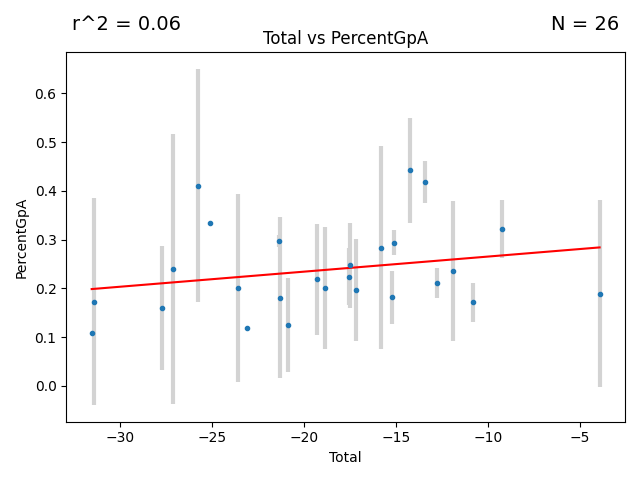 r^2 = 0.06
N = 26
Total vs PercentGpA
PercentGpA
0.6
0.5
0.4
0.3
0.2
0.1
0.0
−30
−25
−20
−15
−10
−5
Total